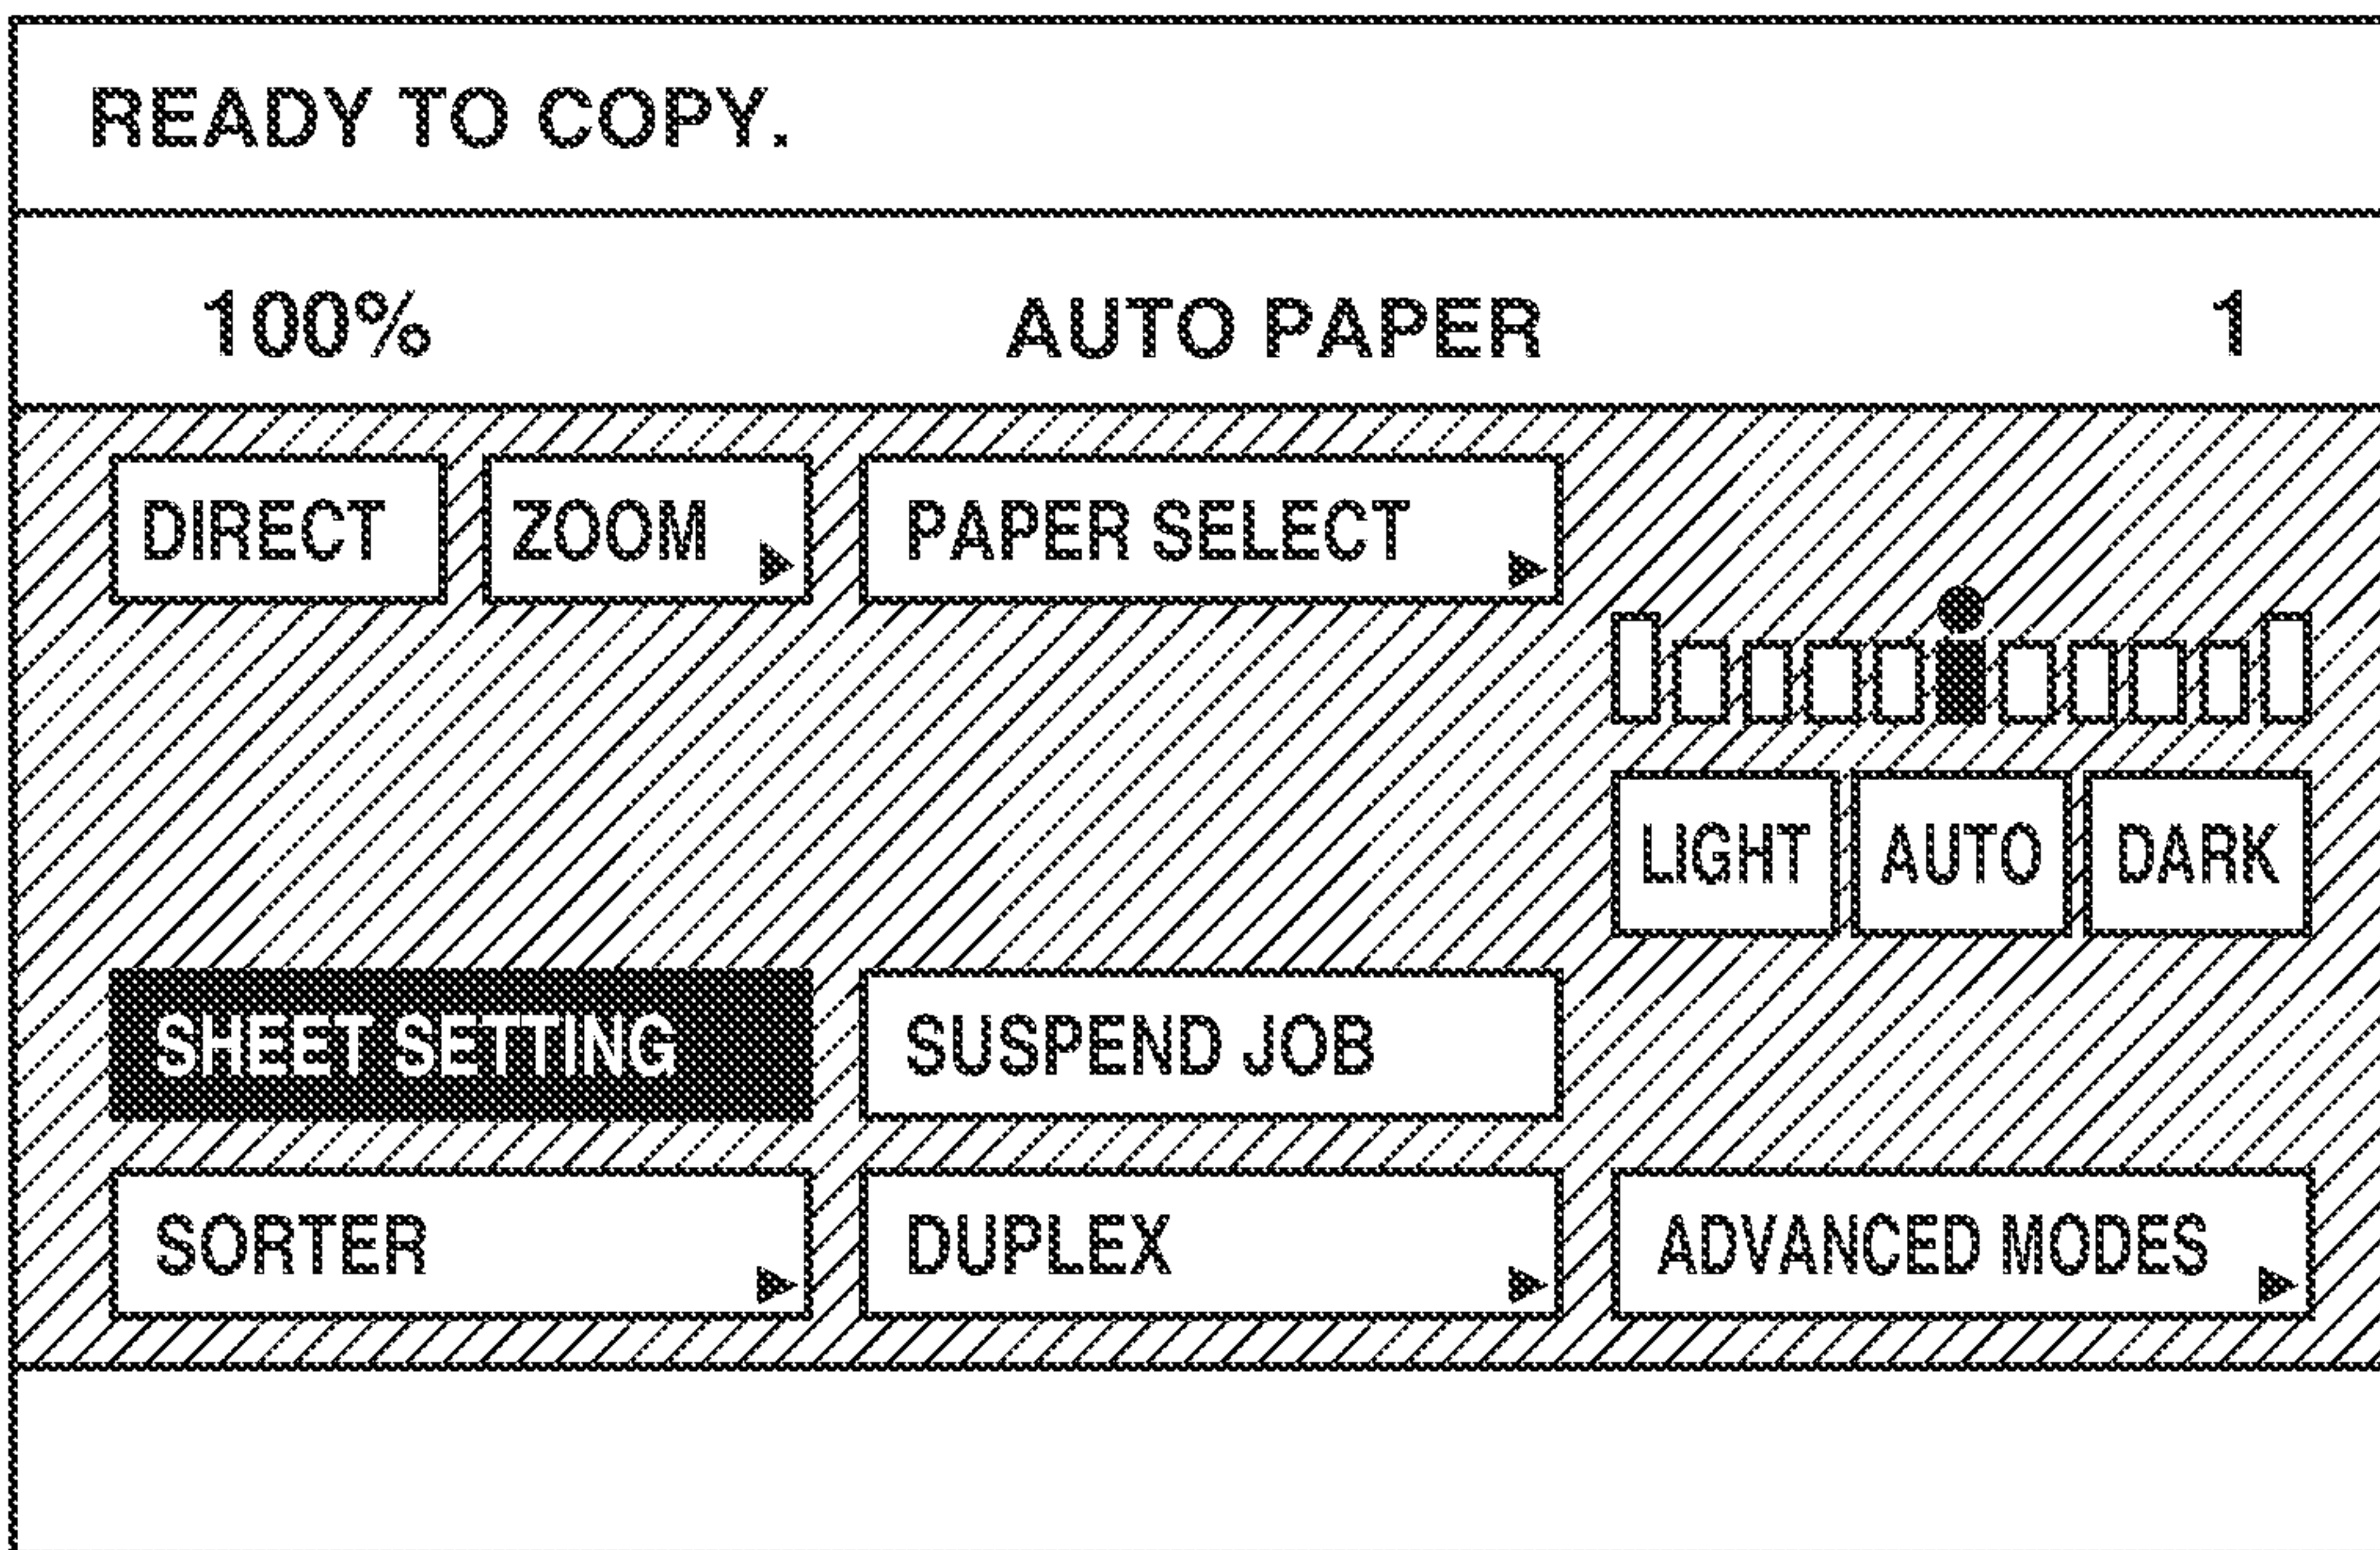 READY TO COPY.
100% AUTO PAPER 1
DIRECT ZOOM PAPER SELECT
LIGHT AUTO DARK
SHEET SETTING SUSPEND JOB
SORTER DUPLEX ADVANCED MODES